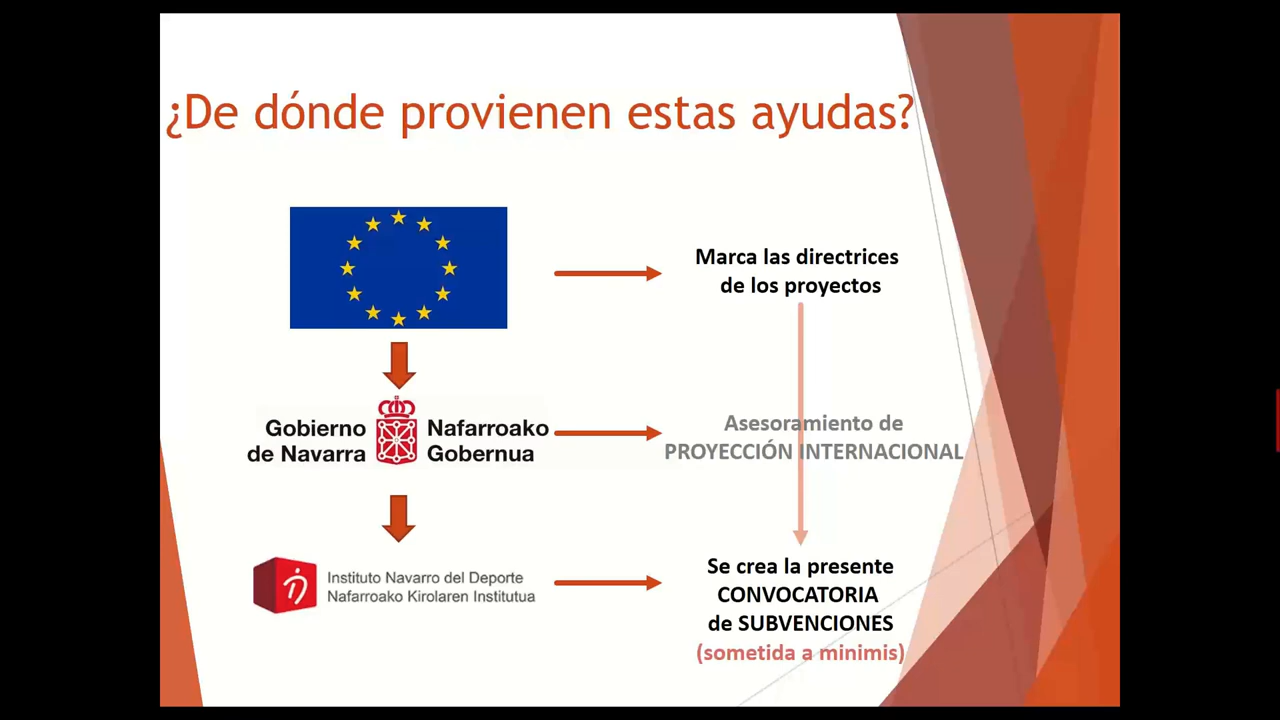 ¿De dónde provienen estas ayudas?
Marca las directrices
de los proyectos
Gobierno
de Navarra
Nafarroako
Gobernua
Asesoramiento de
PROYECCIÓN INTERNACIONAL
Instituto Navarro del Deporte
Nafarroako Kirolaren Institutua
Se crea la presente
CONVOCATORIA
de SUBVENCIONES
(sometida a minimis)